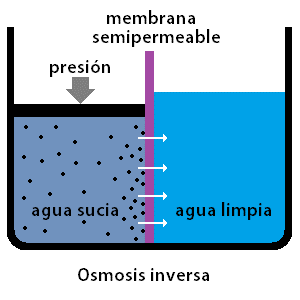 membrana
semipermeable
presión
agua sucia
agua limpia
Osmosis inversa